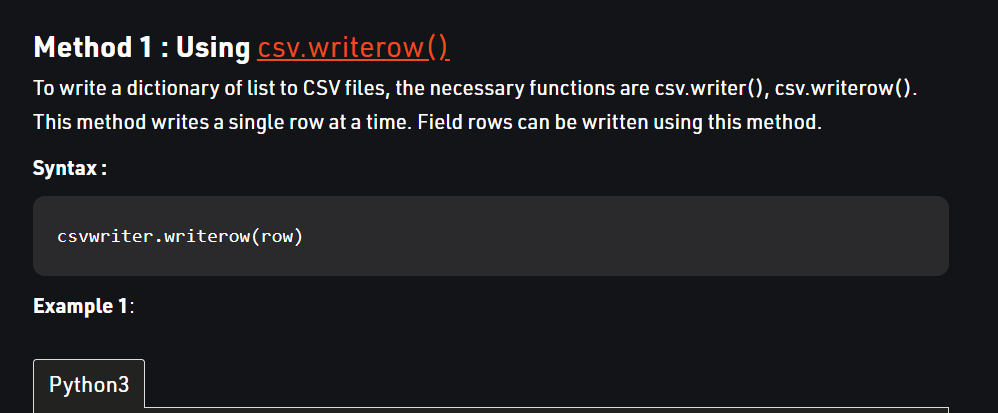 Method 1 : Using csv.writerow()
To write a dictionary of list to CSV files, the necessary functions are csv.writer(), csv.writerow().
This method writes a single row at a time. Field rows can be written using this method.
Syntax :
csvwriter.writerow(row)
Example 1:
Python3